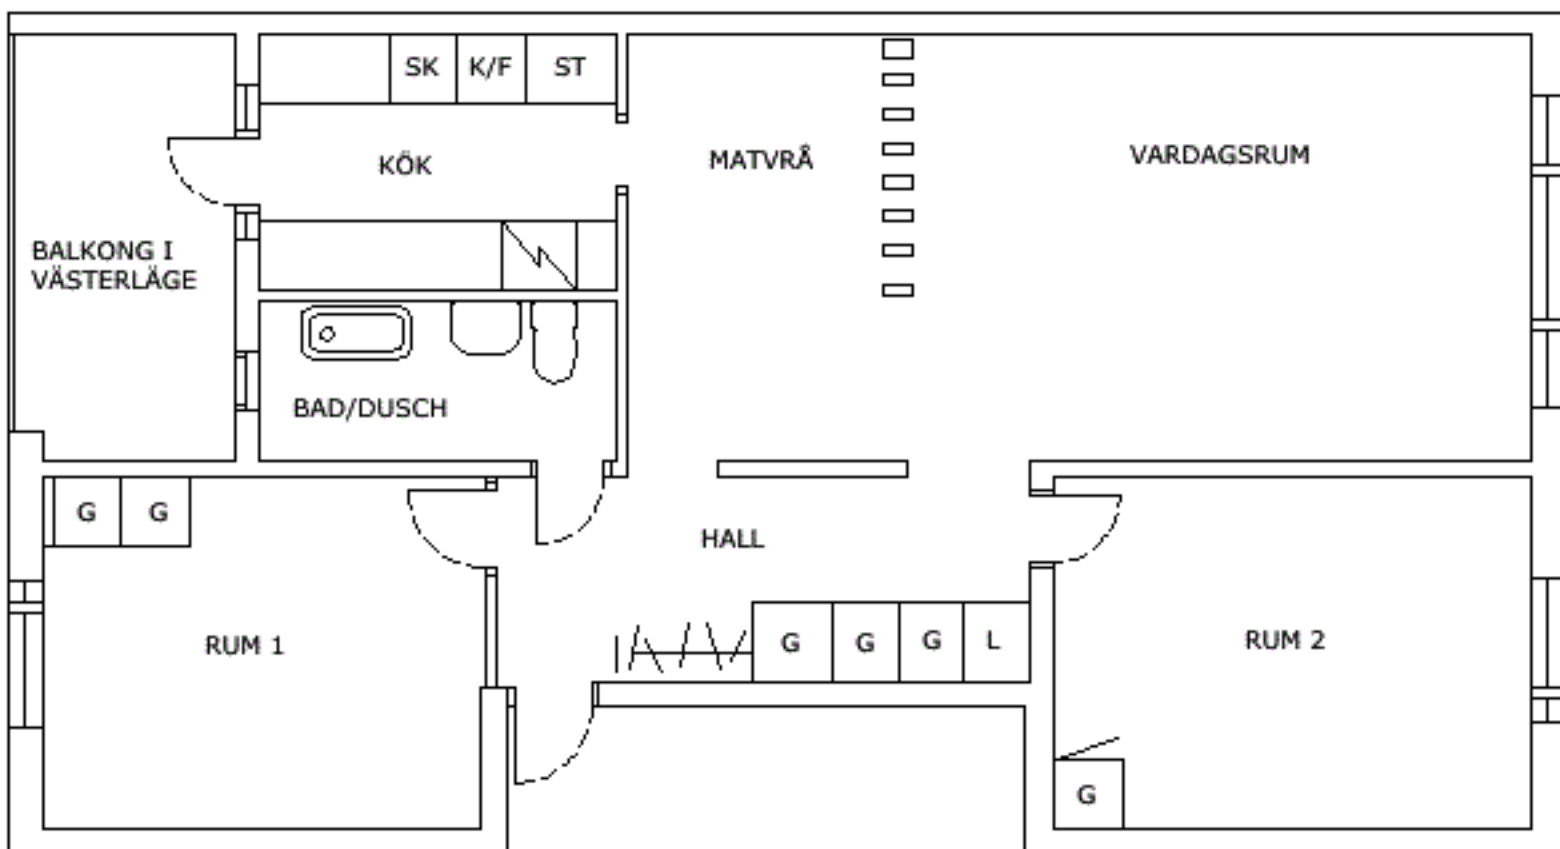 SK K/F ST
KÖK
MATVRÅ
VARDAGSRUM
BALKONG I
VÄSTERLÄGE
BAD/DUSCH
G G
HALL
RUM 1
G G G L
RUM 2
G